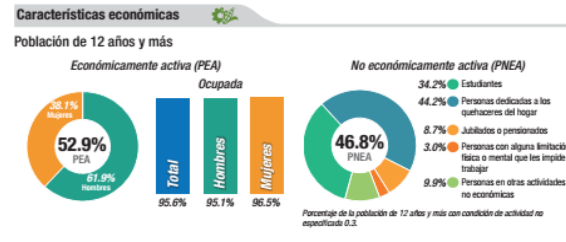 Características económicas
Población de 12 años y más
Económicamente activa (PEA)
Ocupada
38.1%
Mujeres
52.9%
PEA
61.9%
Hombres
Total
Hombres
Mujeres
95.6%
95.1%
96.5%
No económicamente activa (PNEA)
46.8%
PNEA
34.2% Estudiantes
44.2% Personas dedicadas a los
quehaceres del hogar
8.7% Jubilados o pensionados
3.0% Personas con alguna limitació
física o mental que les impide
trabajar
9.9% Personas en otras actividades
no económicas
Porcentaje de la población de 12 años y más con condición de actividad no
especificada 0.3.